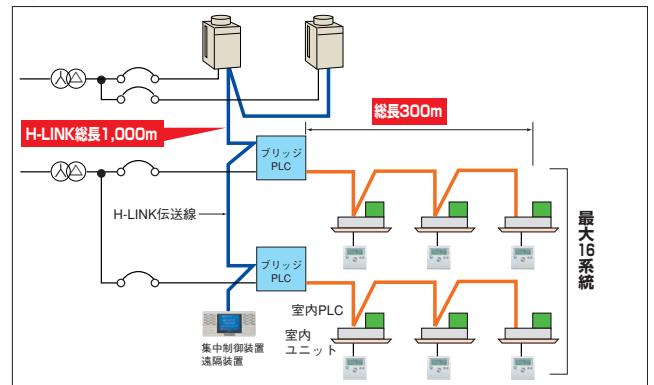 H-LINK総長1,000m
総長300m
ブリッジ
PLC
H-LINK伝送線
最大16系統
ブリッジ
PLC
室内PLC
室内
ユニット
集中制御装置
遠隔装置